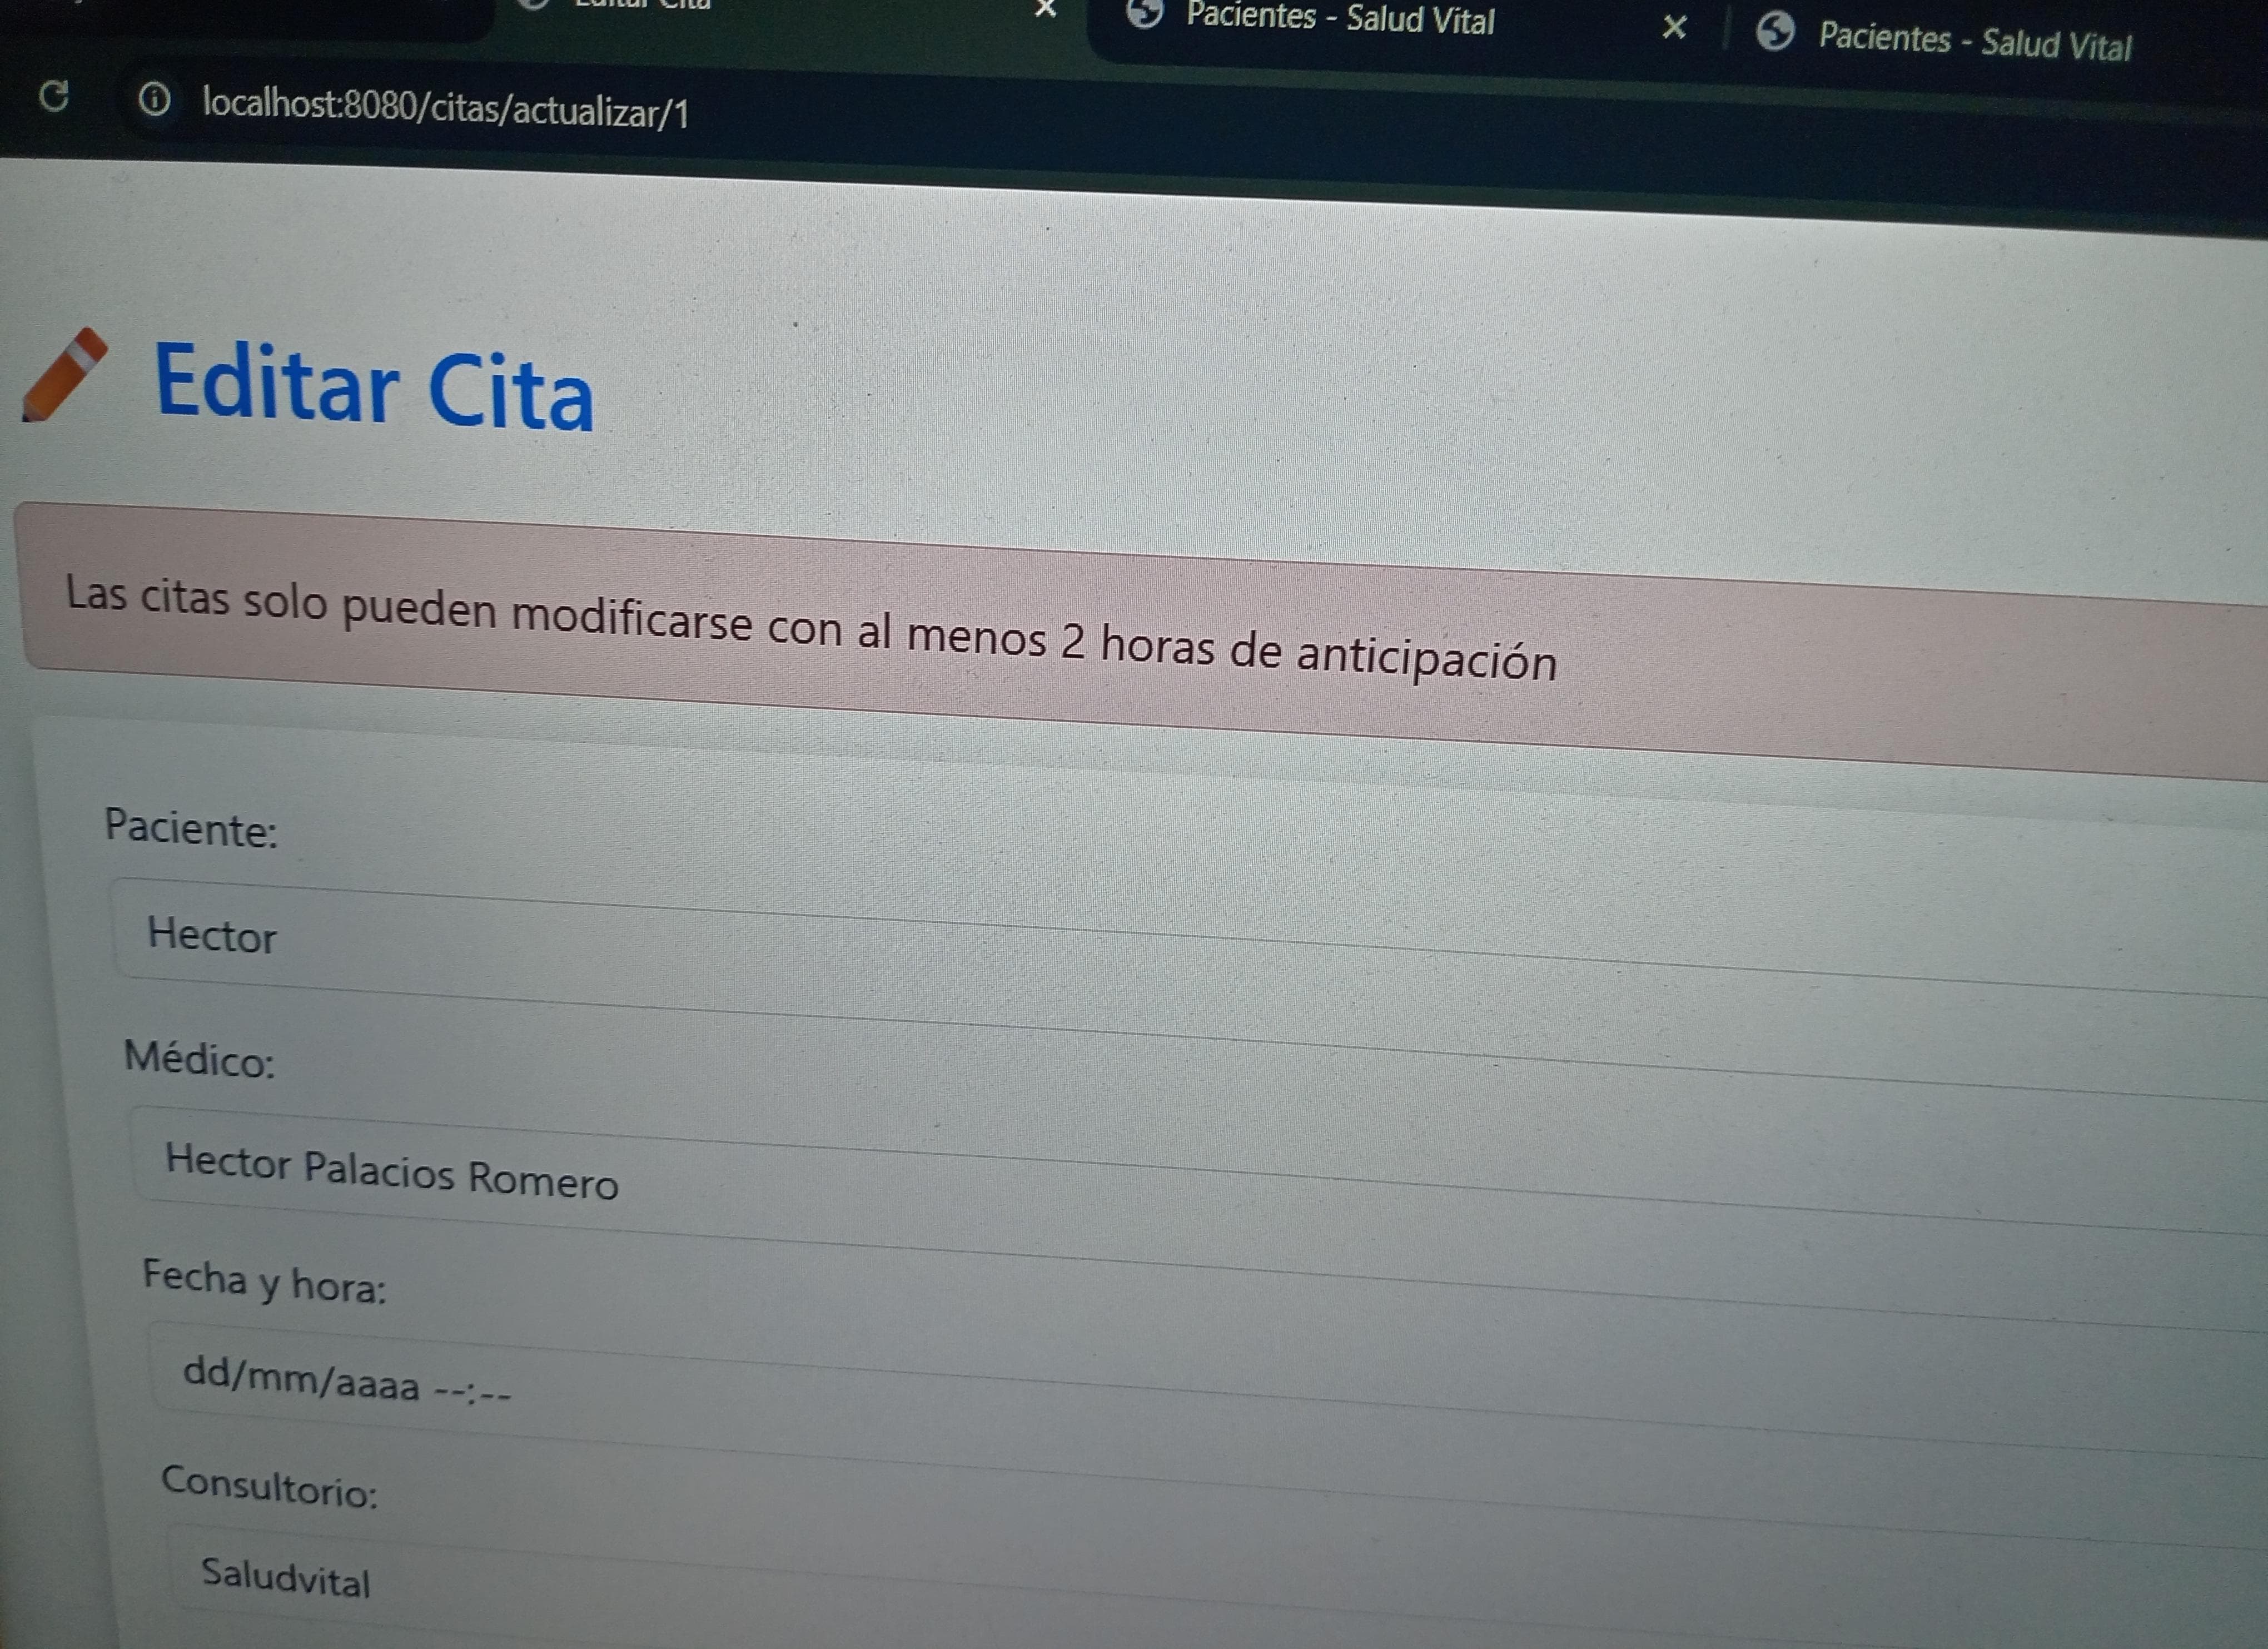 Editar Cita
Pacientes - Salud Vital
Pacientes - Salud Vital
localhost:8080/citas/actualizar/1
Editar Cita
Las citas solo pueden modificarse con al menos 2 horas de anticipación
Paciente:
Hector
Médico:
Hector Palacios Romero
Fecha y hora:
dd/mm/aaaa --:--
Consultorio:
Saludvital